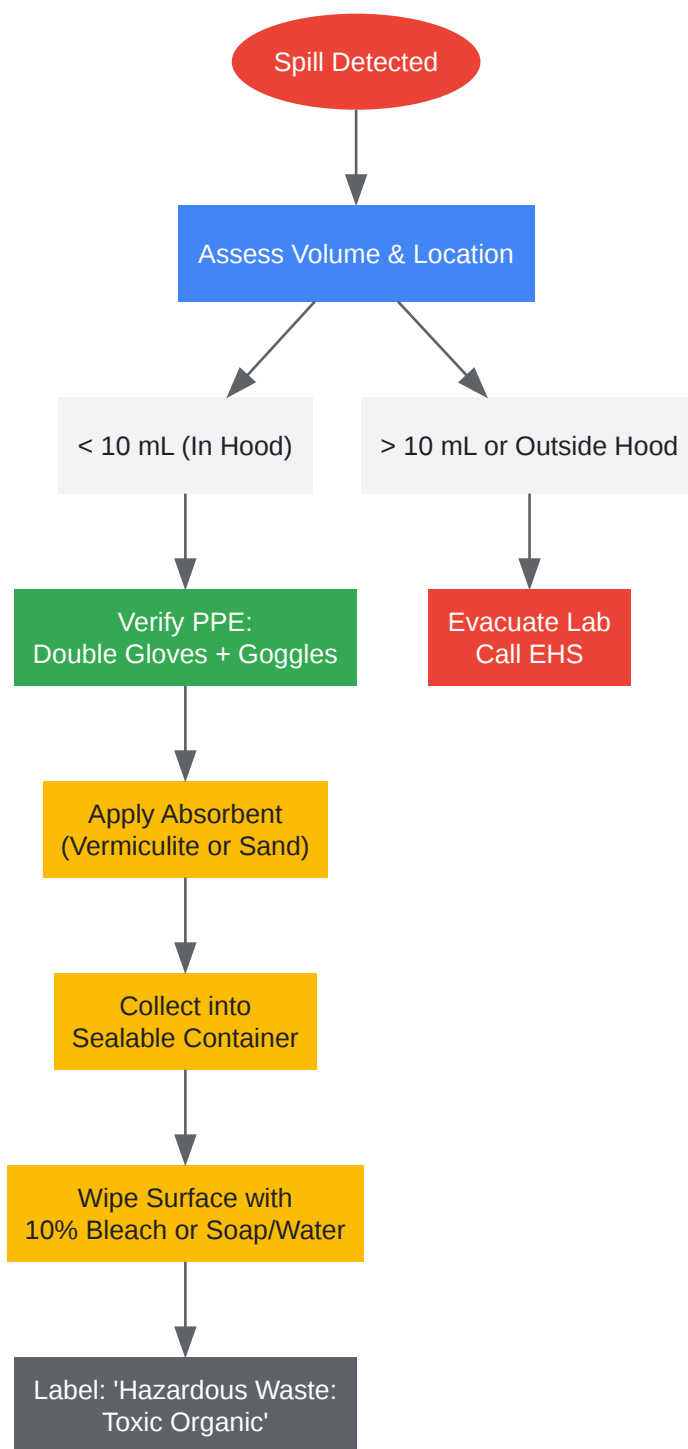 Spill Detected
Assess Volume & Location
< 10 mL (In Hood)
> 10 mL or Outside Hood
Verify PPE:
Double Gloves + Goggles
Evacuate Lab
Call EHS
Apply Absorbent
(Vermiculite or Sand)
Collect into
Sealable Container
Wipe Surface with
10% Bleach or Soap/Water
Label: 'Hazardous Waste:
Toxic Organic'